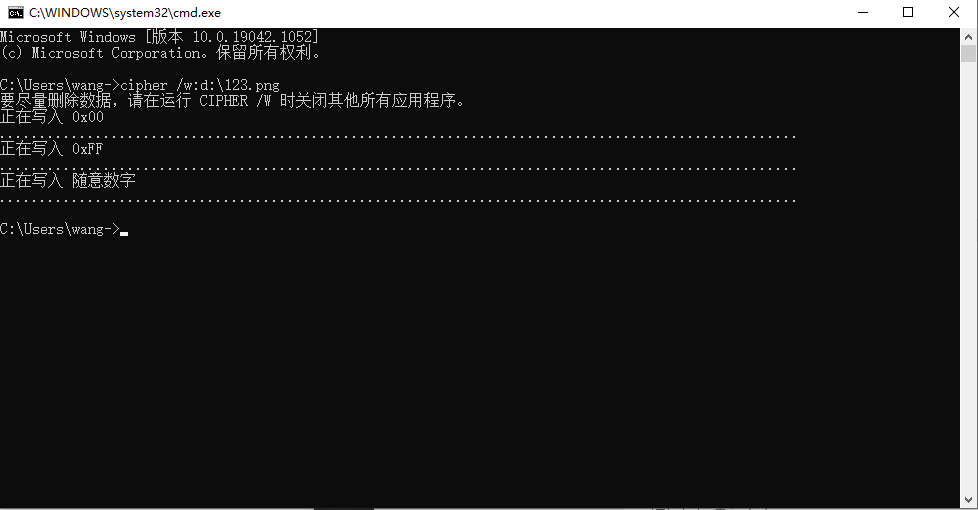 C:\WINDOWS\system32\cmd.exe
Microsoft Windows [版本 10.0.19042.1052]
(c) Microsoft Corporation。保留所有权利。
C:\Users\wang->cipher /w:d:\123.png
要尽量删除数据，请在运行 CIPHER /W 时关闭其他所有应用程序。
正在写入 0x00
....................................................................................................
正在写入 0xFF
....................................................................................................
正在写入 随意数字
....................................................................................................
C:\Users\wang->